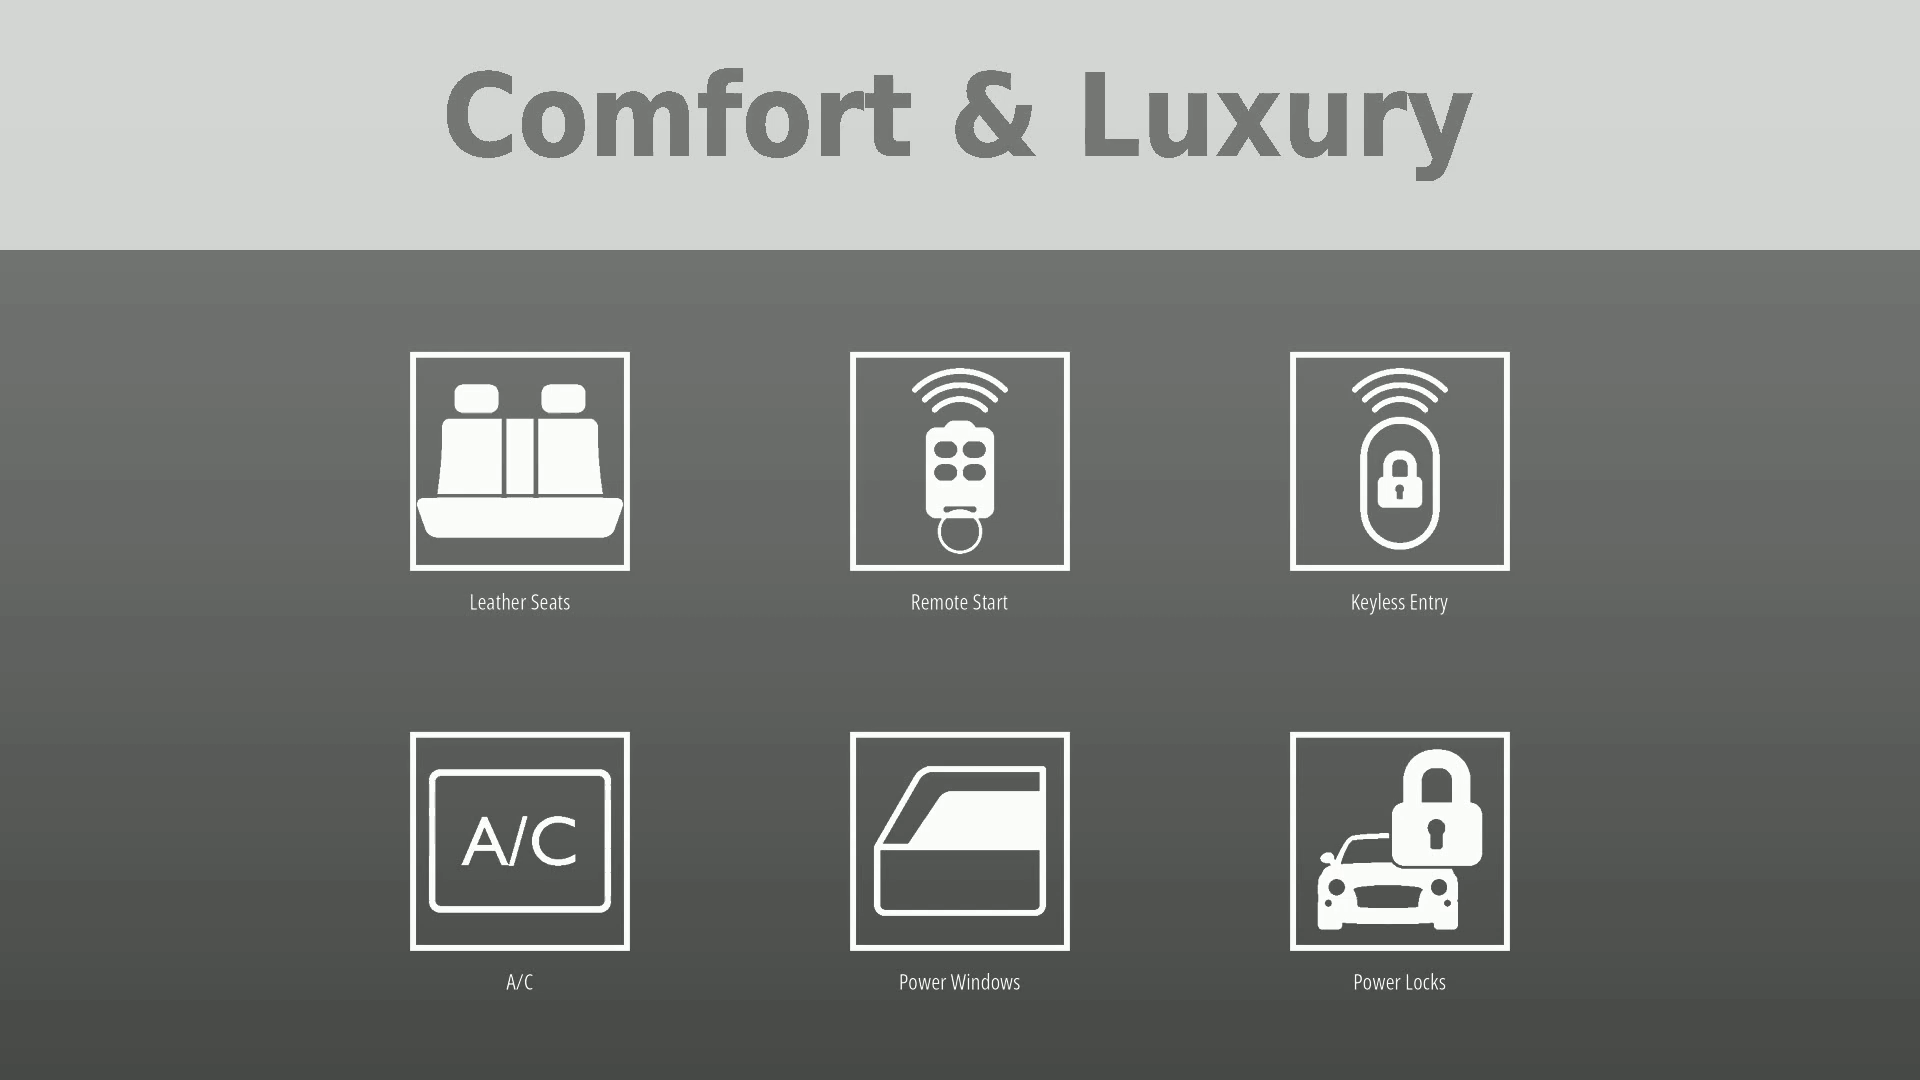 Comfort & Luxury
Leather Seats
Remote Start
Keyless Entry
A/C
A/C
Power Windows
Power Locks